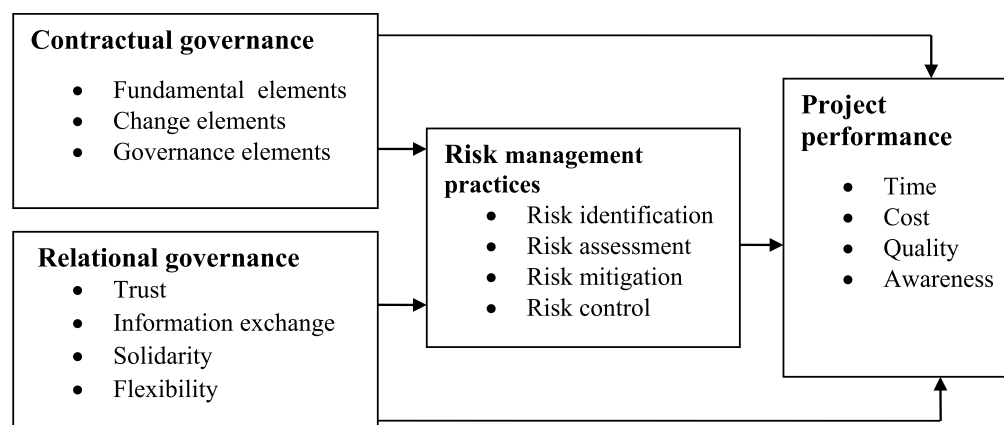 Contractual governance
• Fundamental elements
• Change elements
• Governance elements
Relational governance
• Trust
• Information exchange
• Solidarity
• Flexibility
Risk management
practices
• Risk identification
• Risk assessment
• Risk mitigation
• Risk control
Project
performance
• Time
• Cost
• Quality
• Awareness